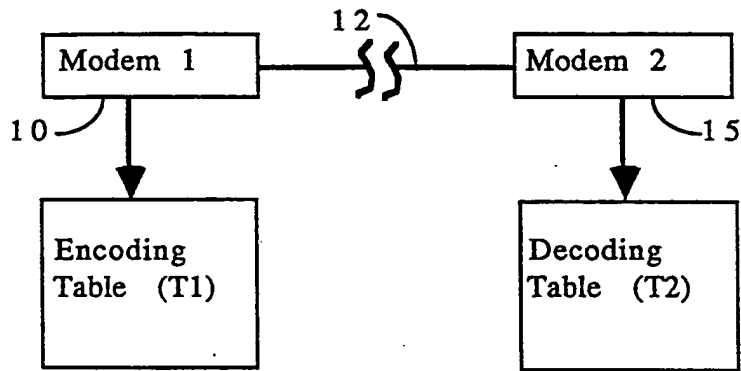 12
Modem 1
Modem 2
10
15
Encoding
Table (T1)
Decoding
Table (T2)